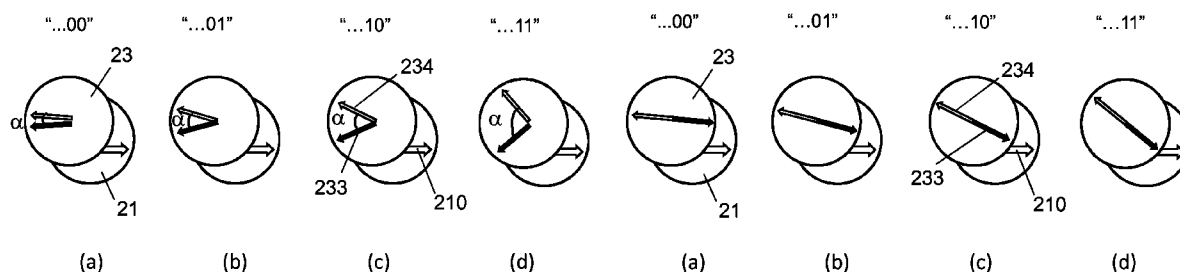 “...00” “...01” “...10” “...11” “...00” “...01” “...10” “...11”
23 234 23 234
α α α α
233 210 233 210
21 21
(a) (b) (c) (d) (a) (b) (c) (d)